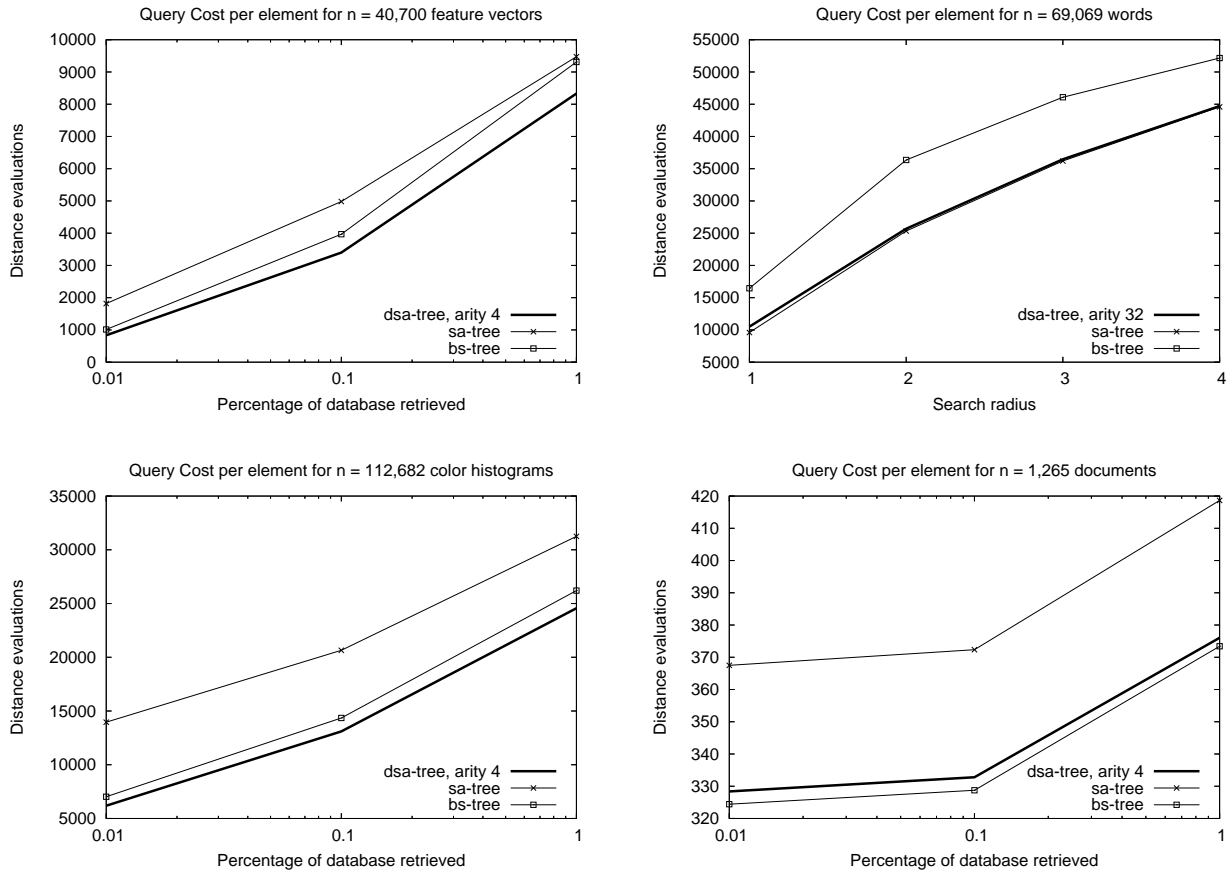 Query Cost per element for n = 40,700 feature vectors
10000
9000
8000
7000
6000
5000
4000
3000
2000
1000
0
Distance evaluations
dsa-tree, arity 4
sa-tree
bs-tree
0.01 0.1 1
Percentage of database retrieved
Query Cost per element for n = 69,069 words
55000
50000
45000
40000
35000
30000
25000
20000
15000
10000
5000
Distance evaluations
dsa-tree, arity 32
sa-tree
bs-tree
1 2 3 4
Search radius
Query Cost per element for n = 112,682 color histograms
35000
30000
25000
20000
15000
10000
5000
Distance evaluations
dsa-tree, arity 4
sa-tree
bs-tree
0.01 0.1 1
Percentage of database retrieved
Query Cost per element for n = 1,265 documents
420
410
400
390
380
370
360
350
340
330
320
Distance evaluations
dsa-tree, arity 4
sa-tree
bs-tree
0.01 0.1 1
Percentage of database retrieved